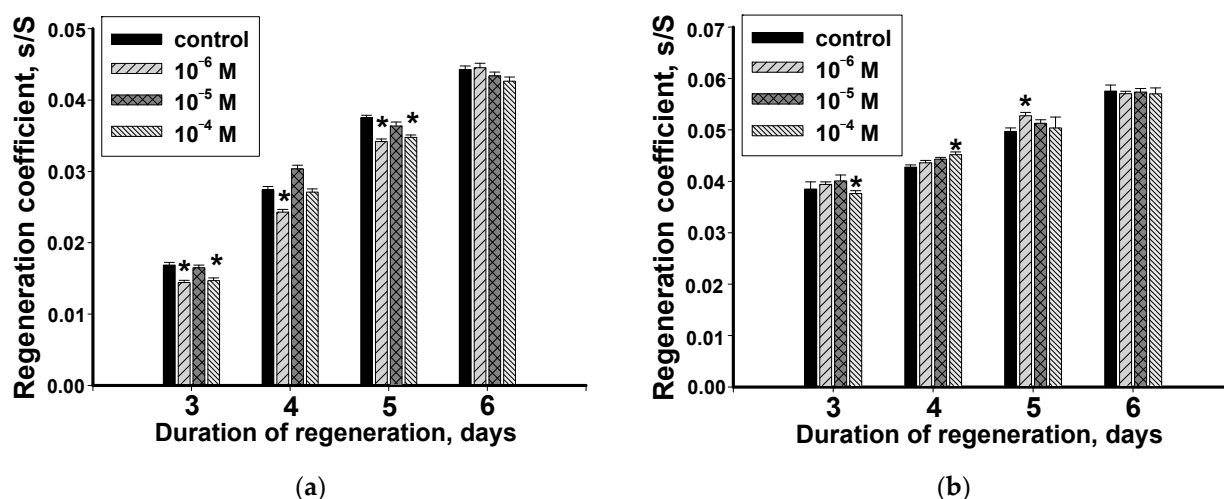 Regeneration coefficient, s/S
0.05
0.04
0.03
0.02
0.01
0.00
control
10⁻⁶ M
10⁻⁵ M
10⁻⁴ M
* * * * *
3 4 5 6
Duration of regeneration, days
(a)
Regeneration coefficient, s/S
0.07
0.06
0.05
0.04
0.03
0.02
0.01
0.00
control
10⁻⁶ M
10⁻⁵ M
10⁻⁴ M
* * *
3 4 5 6
Duration of regeneration, days
(b)